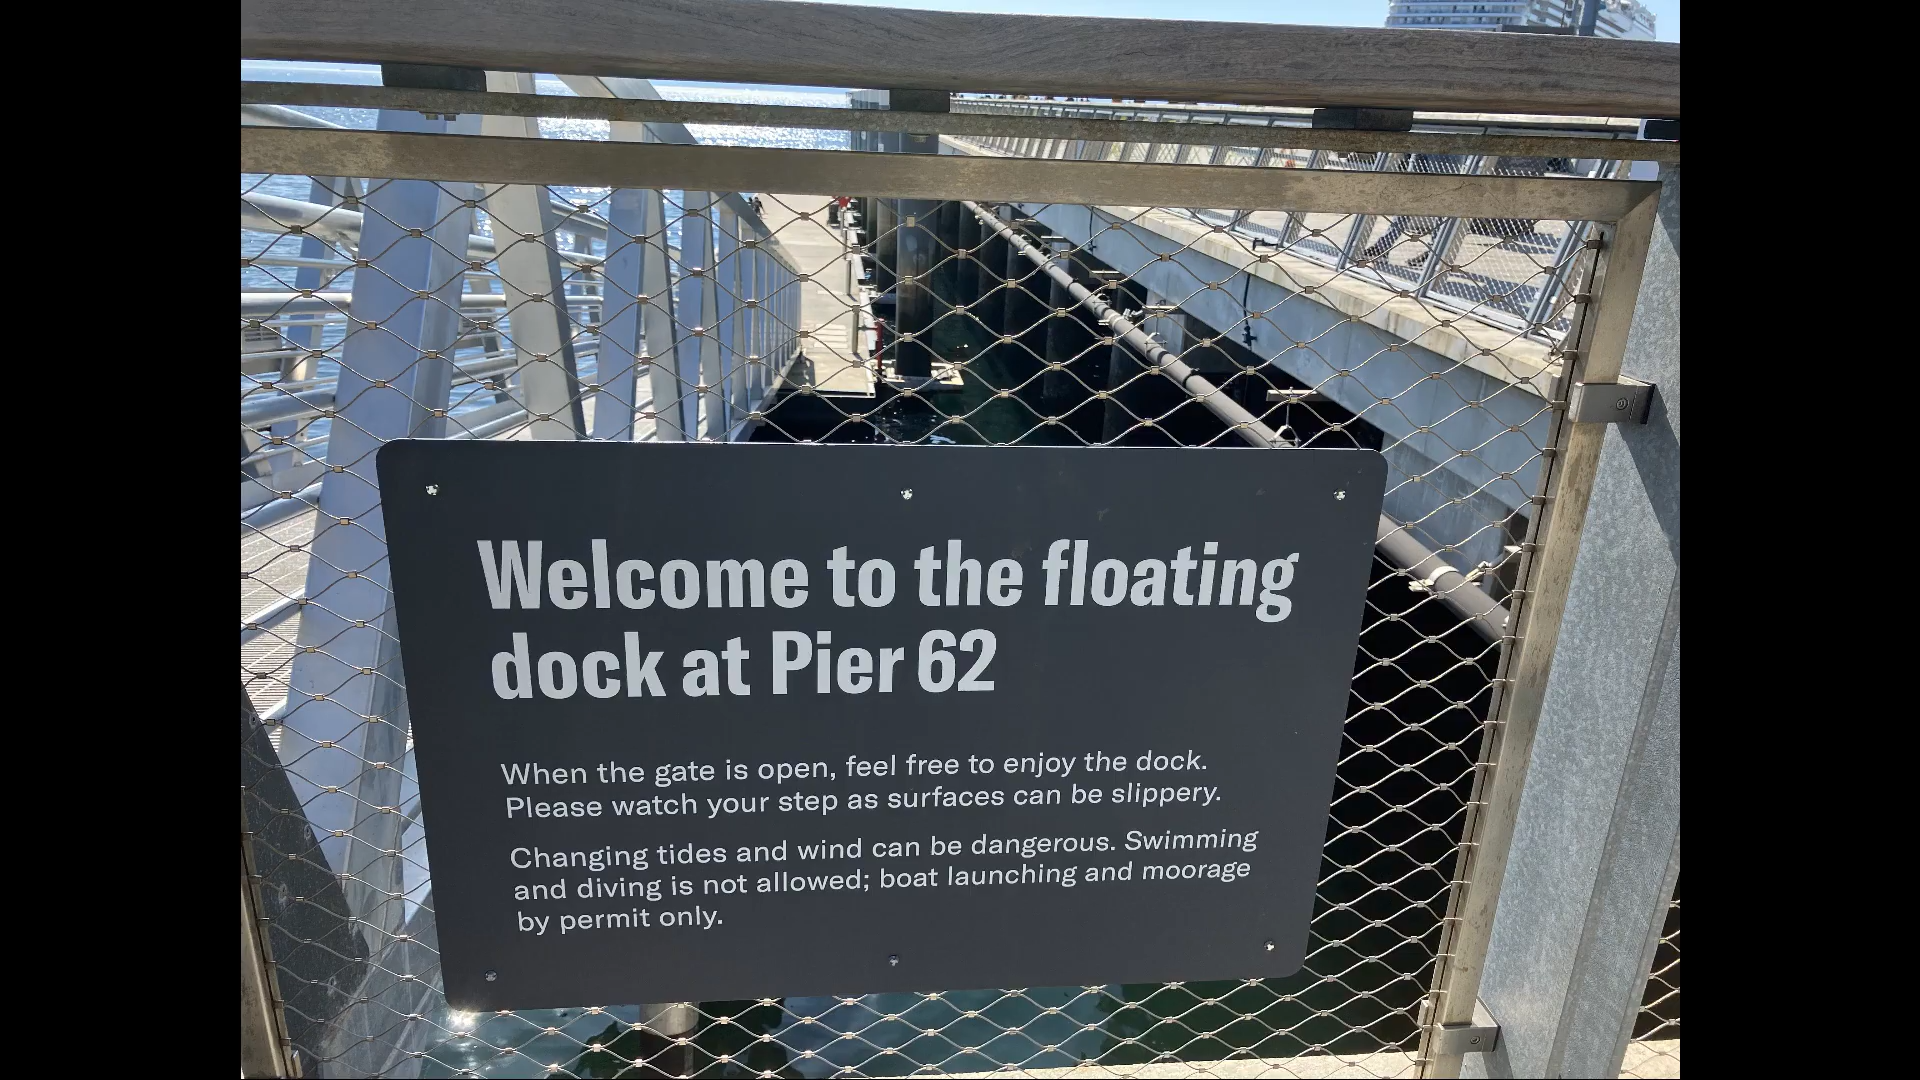 Welcome to the floating
dock at Pier 62
When the gate is open, feel free to enjoy the dock.
Please watch your step as surfaces can be slippery.
Changing tides and wind can be dangerous. Swimming
and diving is not allowed; boat launching and moorage
by permit only.